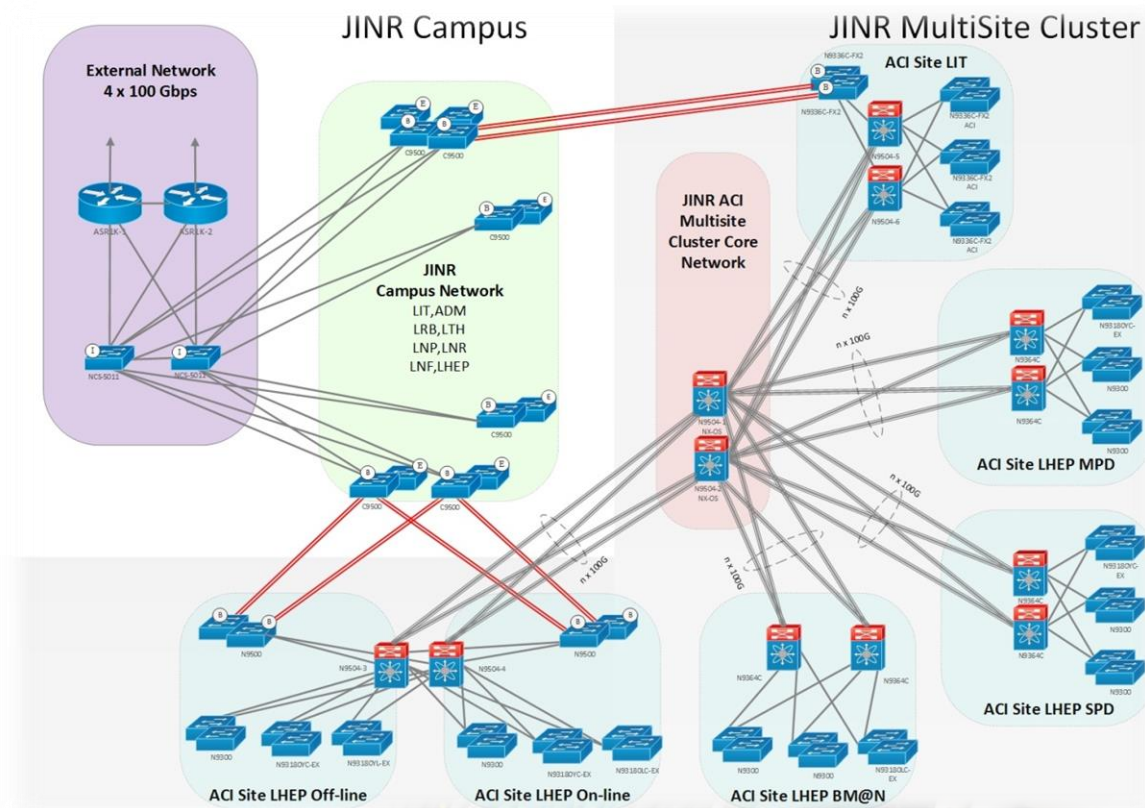 JINR Campus
JINR MultiSite Cluster
External Network
4 x 100 Gbps
ASR1K-1
ASR1K-2
I
I
NCS-5011
E
E
B
B
C9500
C9500
B
E
C9500
JINR
Campus Network
LIT,ADM
LRB,LTH
LNP,LNR
LNF,LHEP
B
E
C9500
B
E
B
E
C9500
C9500
N9336C-FX2
ACI Site LIT
B
B
N9336C-FX2
N9504-5
N9504-6
N9336C-FX2
ACI
N9336C-FX2
ACI
N9336C-FX2
ACI
JINR ACI
Multisite
Cluster Core
Network
N9504-1
NX-OS
N9504-2
NX-OS
n x 100G
n x 100G
n x 100G
n x 100G
n x 100G
N9364C
N9364C
N93180YC-
EX
N9300
N9300
ACI Site LHEP MPD
N9364C
N9364C
N93180YC-
EX
N9300
N9300
ACI Site LHEP SPD
B
B
N9500
N9504-3
N9504-4
B
B
N9500
N9300
N93180YC-EX
N93180YL-EX
ACI Site LHEP Off-line
N9300
N93180YC-EX
N93180LC-EX
ACI Site LHEP On-line
N9364C
N9364C
N9300
N9300
N93180LC-
EX
ACI Site LHEP BM@N